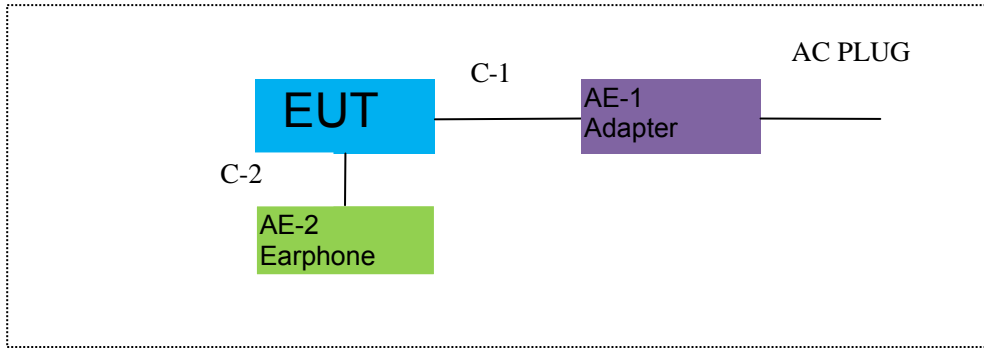 AC PLUG
C-1
EUT
AE-1
Adapter
C-2
AE-2
Earphone